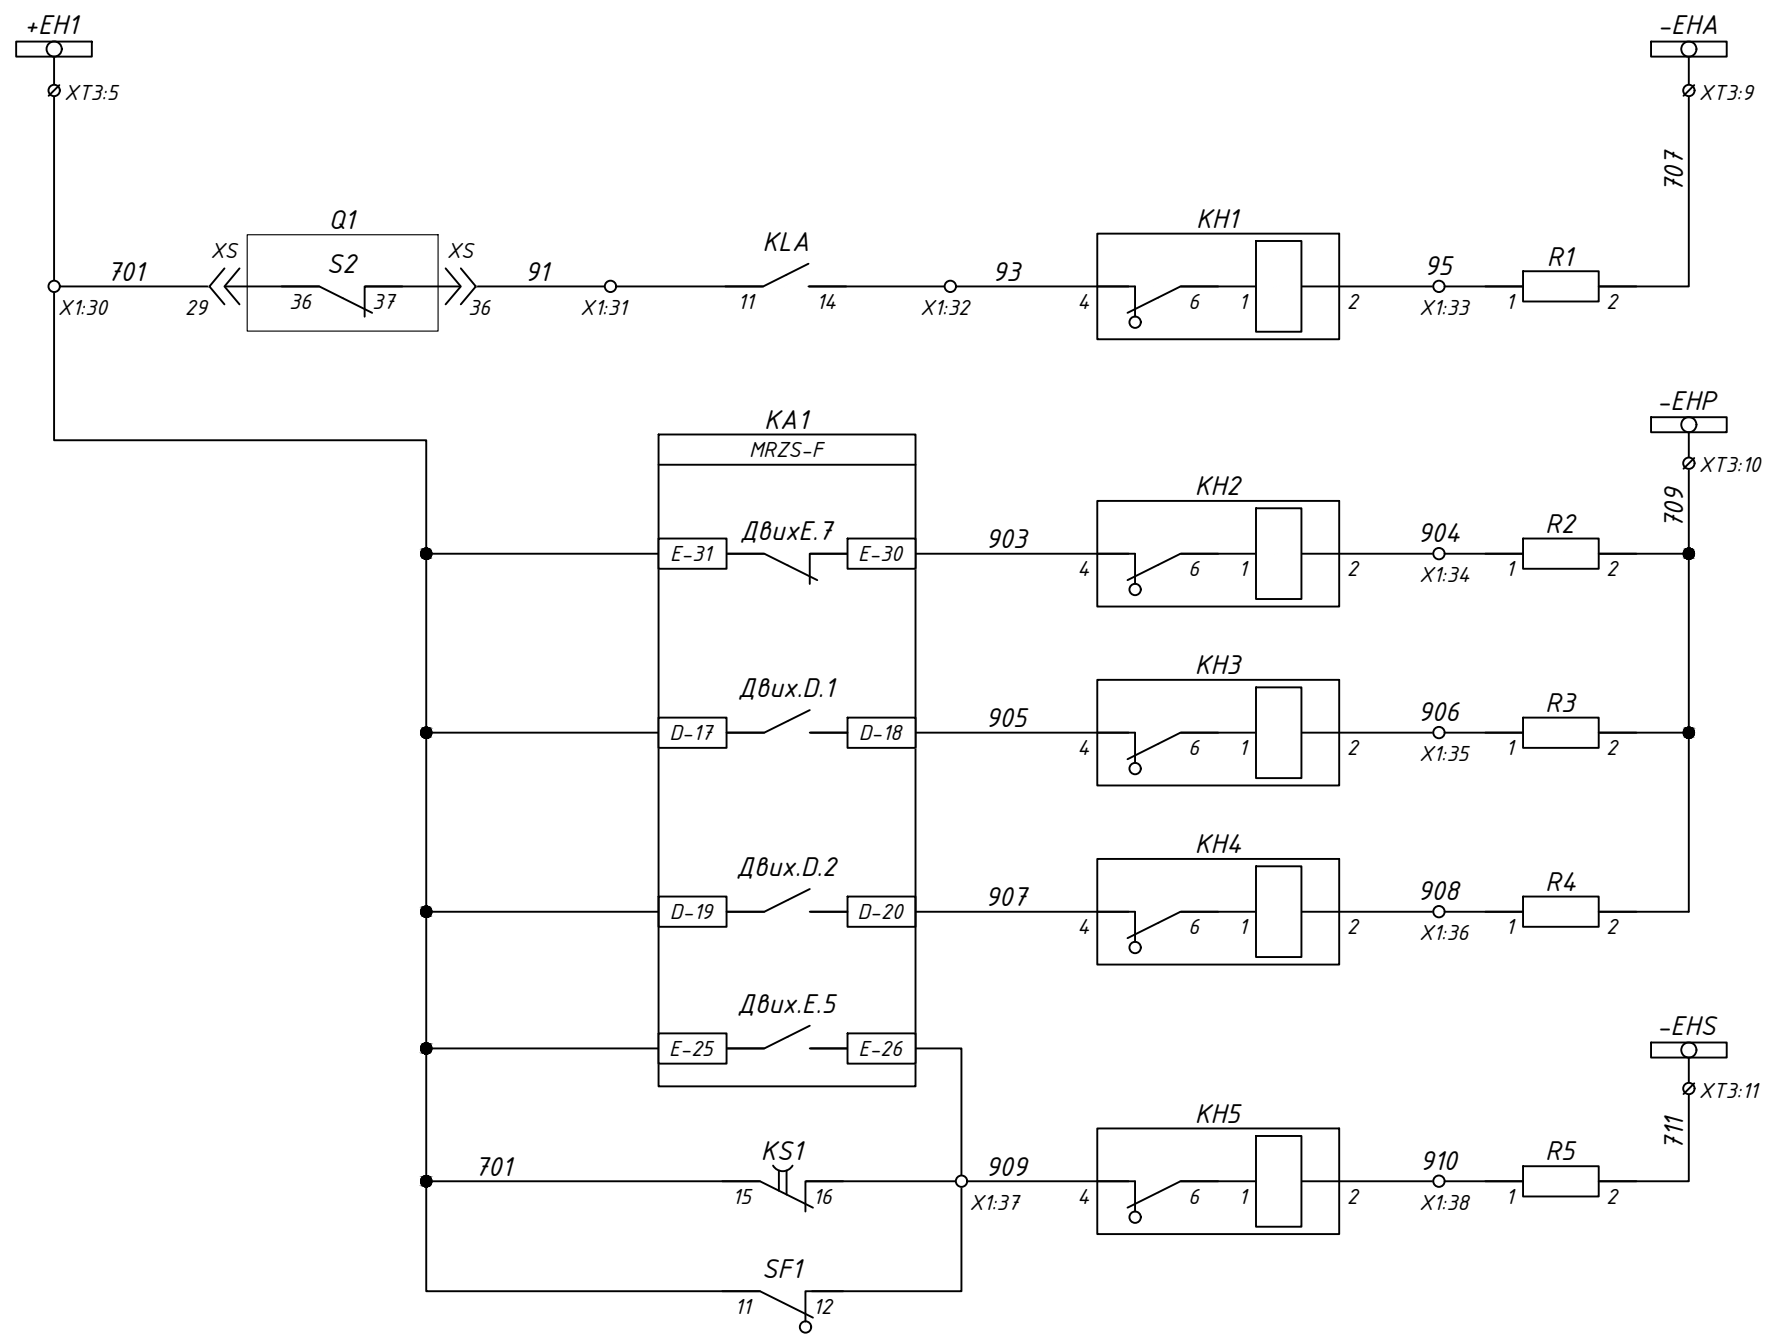 +EH1
-EHA
XT3:5
XT3:9
707
Q1
KH1
XS
S2
XS
KLA
701
91
93
95
R1
29
36
37
36
11
14
4
6
1
2
1
2
X1:30
X1:31
X1:32
X1:33
-EHP
KA1
MRZS-F
XT3:10
709
KH2
ДвихE.7
E-31
E-30
903
904
R2
4
6
1
2
X1:34
1
2
KH3
Двих.D.1
D-17
D-18
905
906
R3
4
6
1
2
X1:35
1
2
KH4
Двих.D.2
D-19
D-20
907
908
R4
4
6
1
2
X1:36
1
2
Двих.E.5
E-25
E-26
-EHS
XT3:11
711
KH5
701
KS1
909
910
R5
15
16
X1:37
4
6
1
2
X1:38
1
2
SF1
11
12